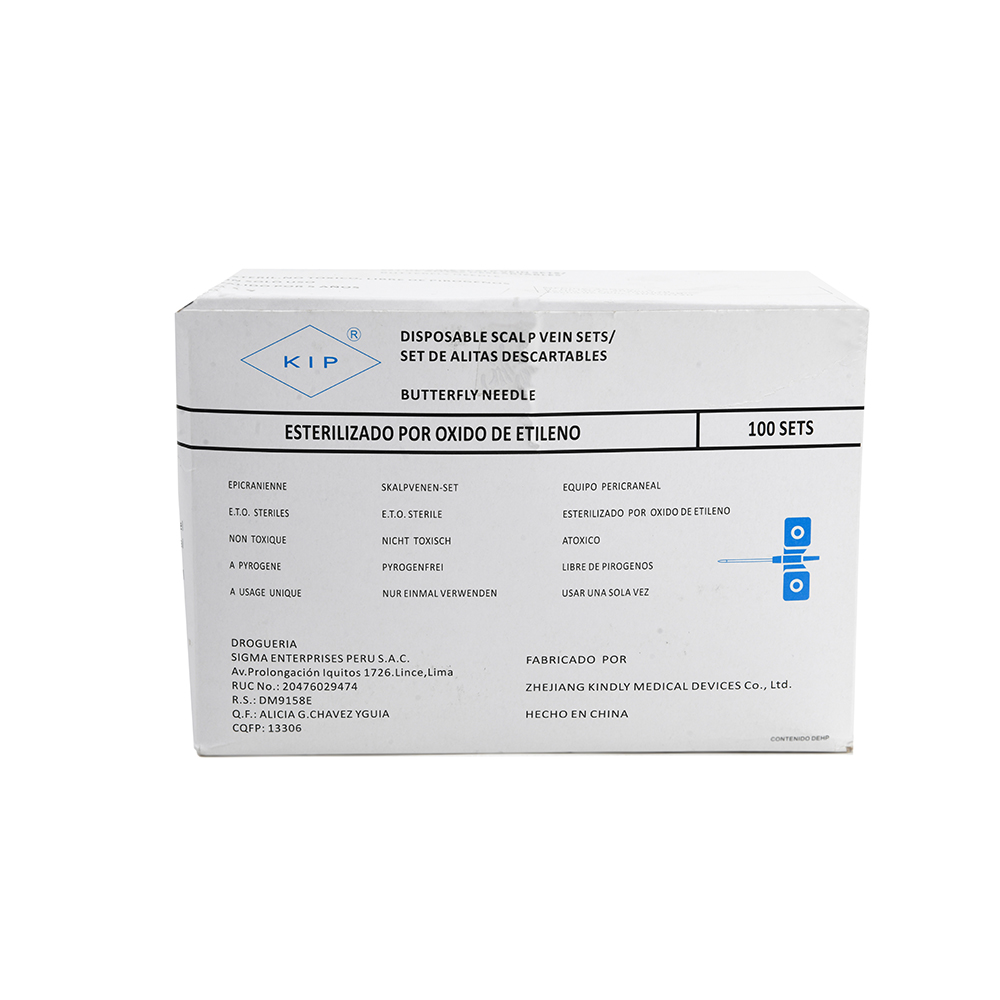 KIP ®
DISPOSABLE SCALP VEIN SETS/
SET DE ALITAS DESCARTABLES
BUTTERFLY NEEDLE
ESTERILIZADO POR OXIDO DE ETILENO
100 SETS
EPICRANIENNE
E.T.O. STERILES
NON TOXIQUE
A PYROGENE
A USAGE UNIQUE
SKALPVENEN-SET
E.T.O. STERILE
NICHT TOXISCH
PYROGENFREI
NUR EINMAL VERWENDEN
EQUIPO PERICRANEAL
ESTERILIZADO POR OXIDO DE ETILENO
ATOXICO
LIBRE DE PIROGENOS
USAR UNA SOLA VEZ
DROGUERIA
SIGMA ENTERPRISES PERU S.A.C.
Av.Prolongación Iquitos 1726.Lince,Lima
RUC No.: 20476029474
R.S.: DM9158E
Q.F.: ALICIA G.CHAVEZ YGUIA
CQFP: 13306
FABRICADO POR
ZHEJIANG KINDLY MEDICAL DEVICES Co., Ltd.
HECHO EN CHINA
CONTENIDO DEHP